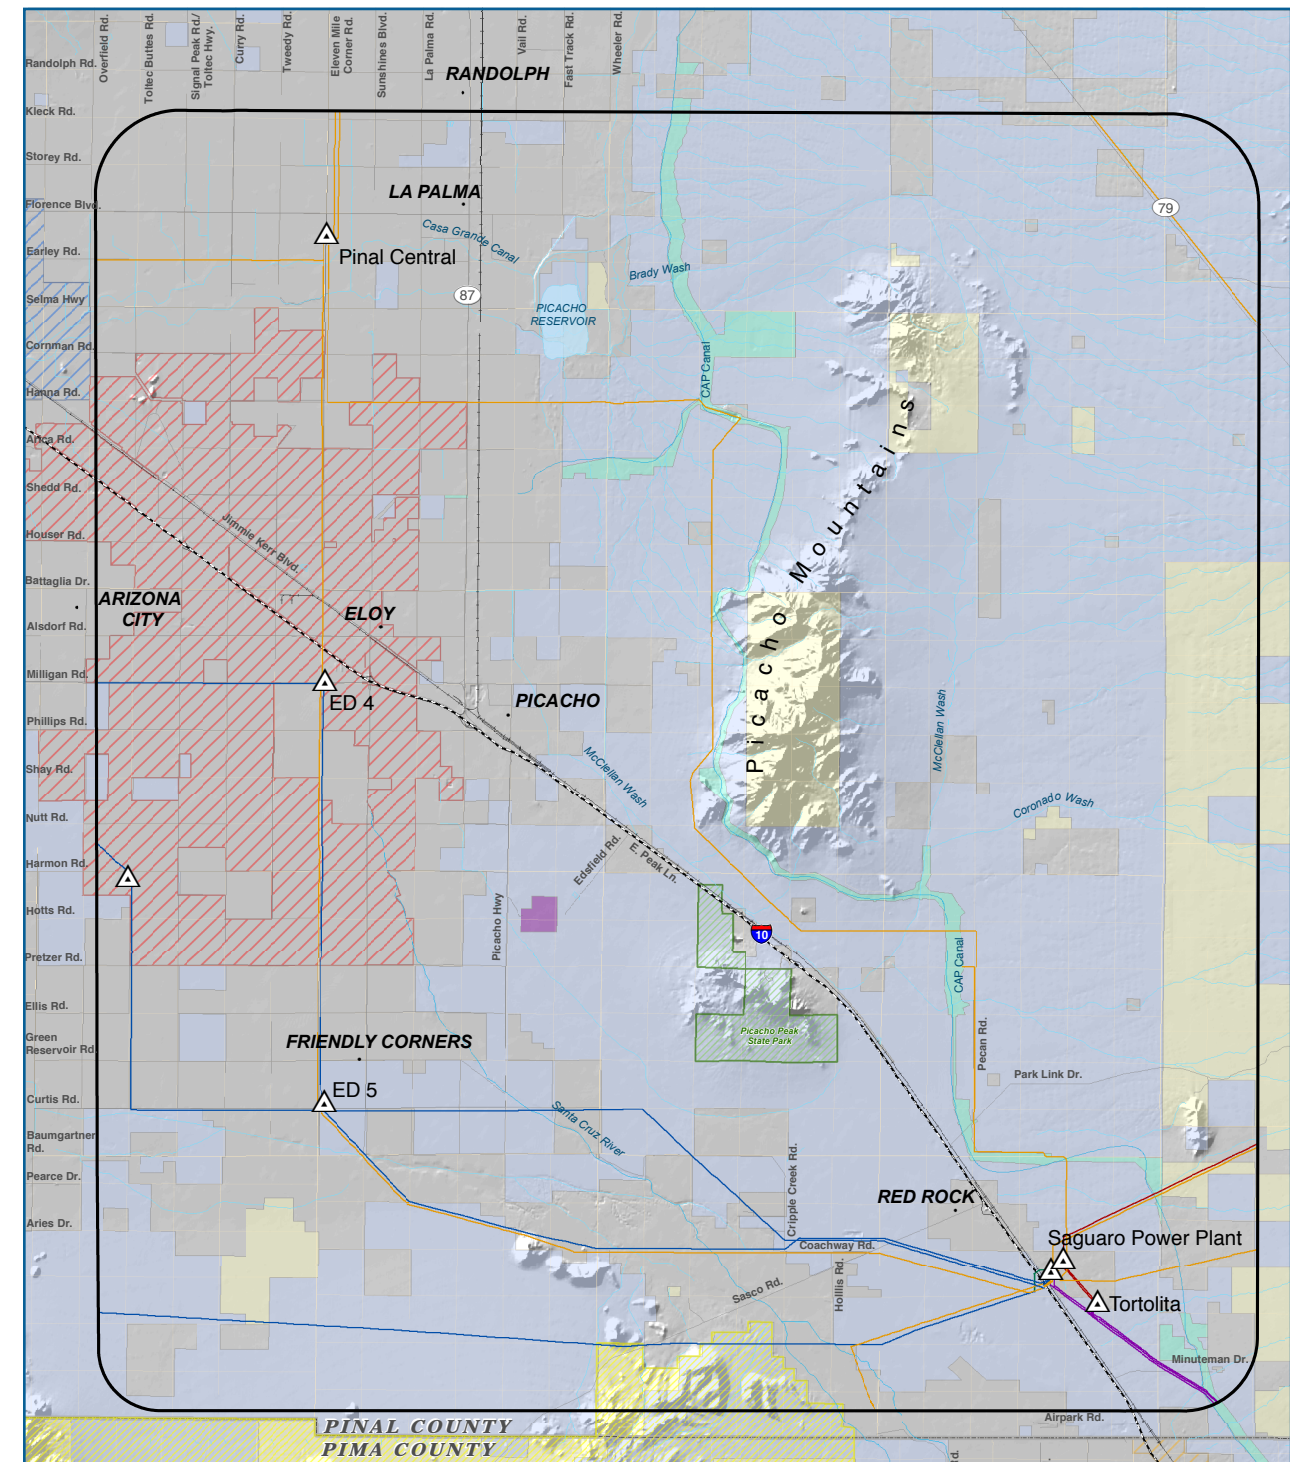 Overfield Rd.
Toltec Buttes Rd.
Signal Peak Rd/
Toltec Hwy.
Curry Rd.
Tweedy Rd.
Eleven Mile
Corner Rd.
Sunshines Blvd.
La Palma Rd.
Vail Rd.
Fast Track Rd.
Wheeler Rd.
Randolph Rd.
RANDOLPH
Kleck Rd.
Storey Rd.
LA PALMA
Florence Blvd.
79
Casa Grande Canal
Earley Rd.
Pinal Central
Brady Wash
Selma Hwy
87
PICACHO
RESERVOIR
Cornman Rd.
CAP Canal
Hanna Rd.
Arica Rd.
Picacho Mountains
Shedd Rd.
Houser Rd.
Jimmie Kerr Blvd.
Battaglia Dr.
ARIZONA
CITY
ELOY
Alsdorf Rd.
Milligan Rd.
ED 4
PICACHO
Phillips Rd.
McClellan Wash
McClellan Wash
Shay Rd.
Coronado Wash
Nutt Rd.
Harmon Rd.
Edsfield Rd.
E. Peak Ln.
Hotts Rd.
Picacho Hwy
10
Pretzer Rd.
CAP Canal
Ellis Rd.
Green
Reservoir Rd
FRIENDLY CORNERS
Picacho Peak
State Park
Pecan Rd.
Park Link Dr.
Curtis Rd.
ED 5
Santa Cruz River
Baumgartner
Rd.
Pearce Dr.
Cripple Creek Rd.
RED ROCK
Aries Dr.
Coachway Rd.
Saguaro Power Plant
Sasco Rd.
Holllis Rd.
Tortolita
Minuteman Dr.
Airpark Rd.
PINAL COUNTY
PIMA COUNTY
Rd.